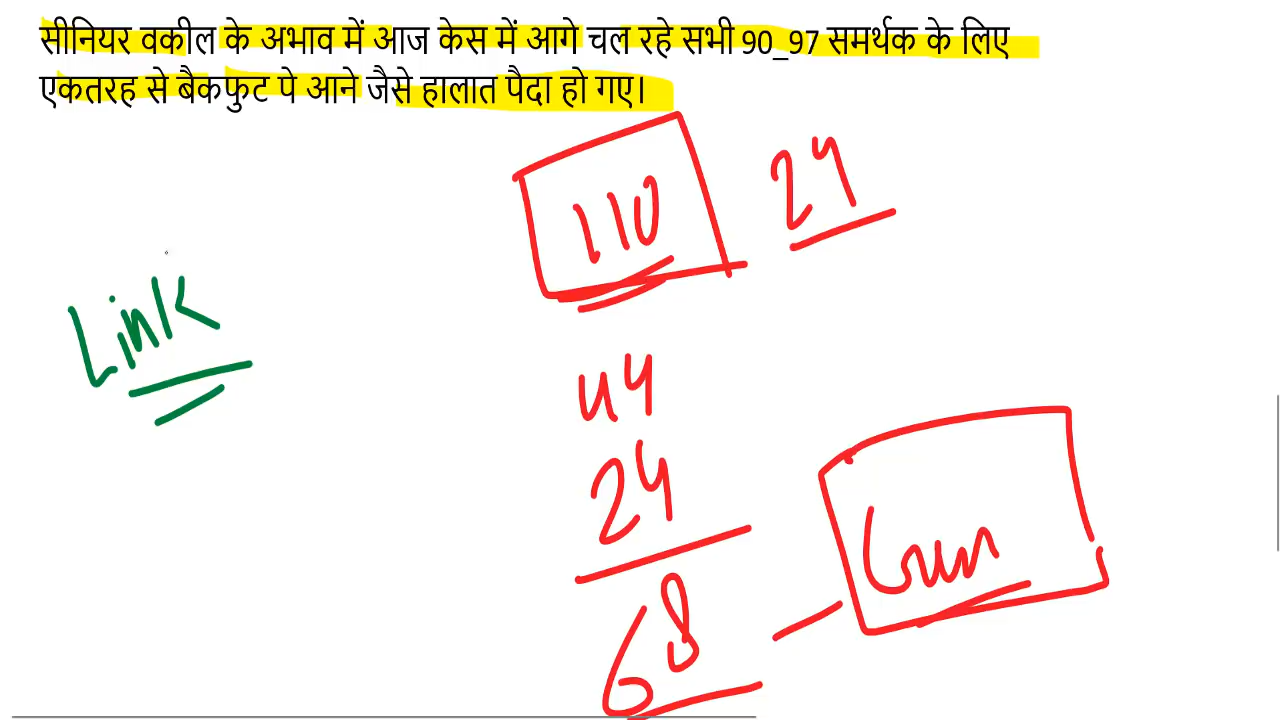 सीनियर वकील के अभाव में आज केस में आगे चल रहे सभी 90_97 समर्थक के लिए
एकतरह से बैकफुट पे आने जैसे हालात पैदा हो गए।
110 24
Link
44
24
68